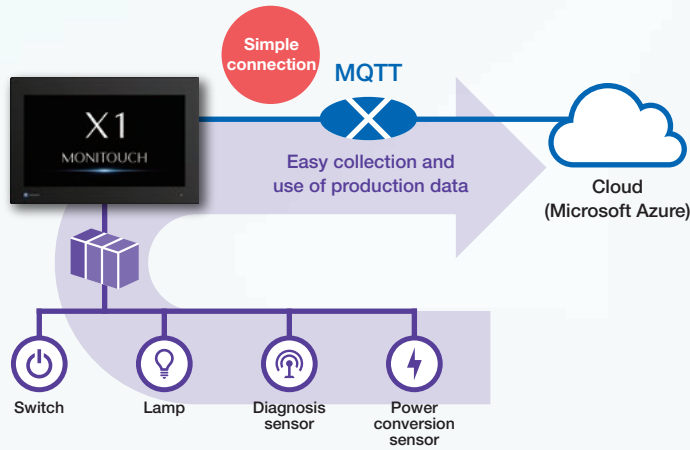 Simple
connection
MQTT
X1
MONITOUCH
Easy collection and
use of production data
Cloud
(Microsoft Azure)
Switch
Lamp
Diagnosis
sensor
Power
conversion
sensor